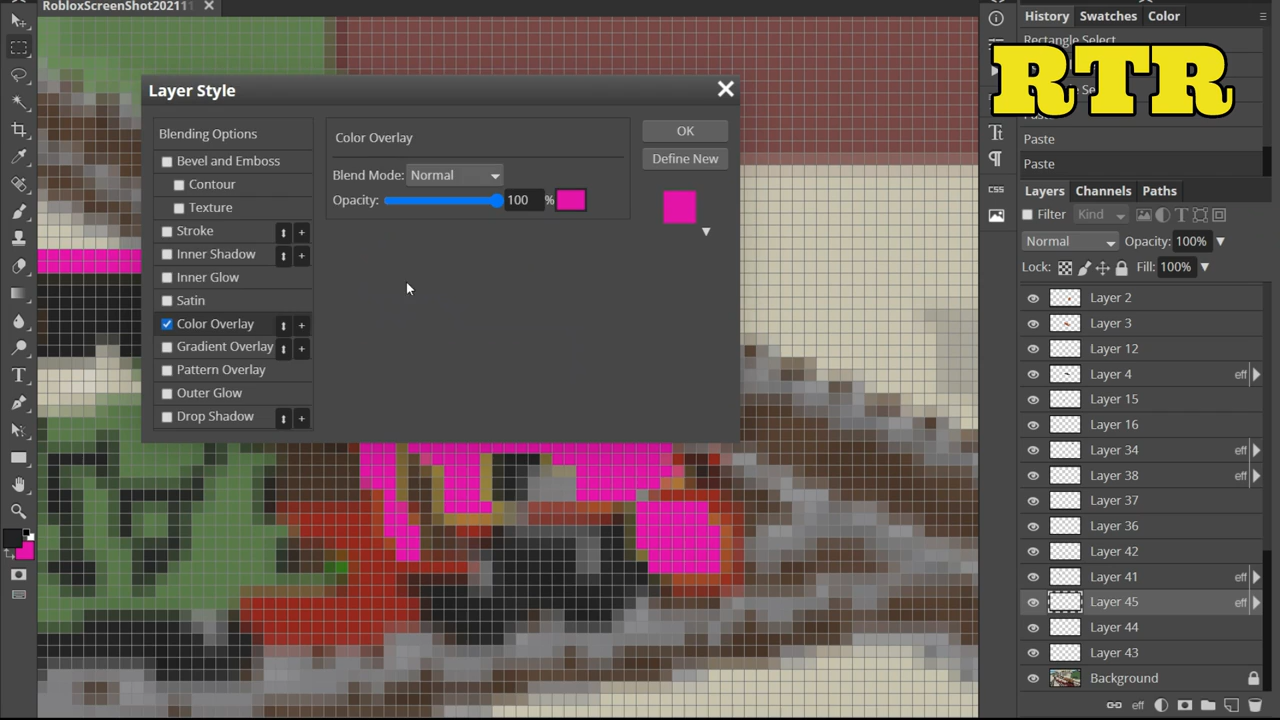 RobloxScreenShot20211
Layer Style
Blending Options
Bevel and Emboss
Contour
Texture
Stroke
Inner Shadow
Inner Glow
Satin
Color Overlay
Gradient Overlay
Pattern Overlay
Outer Glow
Drop Shadow
Color Overlay
Blend Mode: Normal
Opacity: 100 %
OK
Define New
History Swatches Color
Rectangle Select
RTR
Paste
Paste
Layers Channels Paths
Filter Kind
Normal Opacity: 100%
Lock: Fill: 100%
Layer 2
Layer 3
Layer 12
Layer 4 eff
Layer 15
Layer 16
Layer 34 eff
Layer 38 eff
Layer 37
Layer 36
Layer 42
Layer 41 eff
Layer 45 eff
Layer 44
Layer 43
Background
eff
CSS